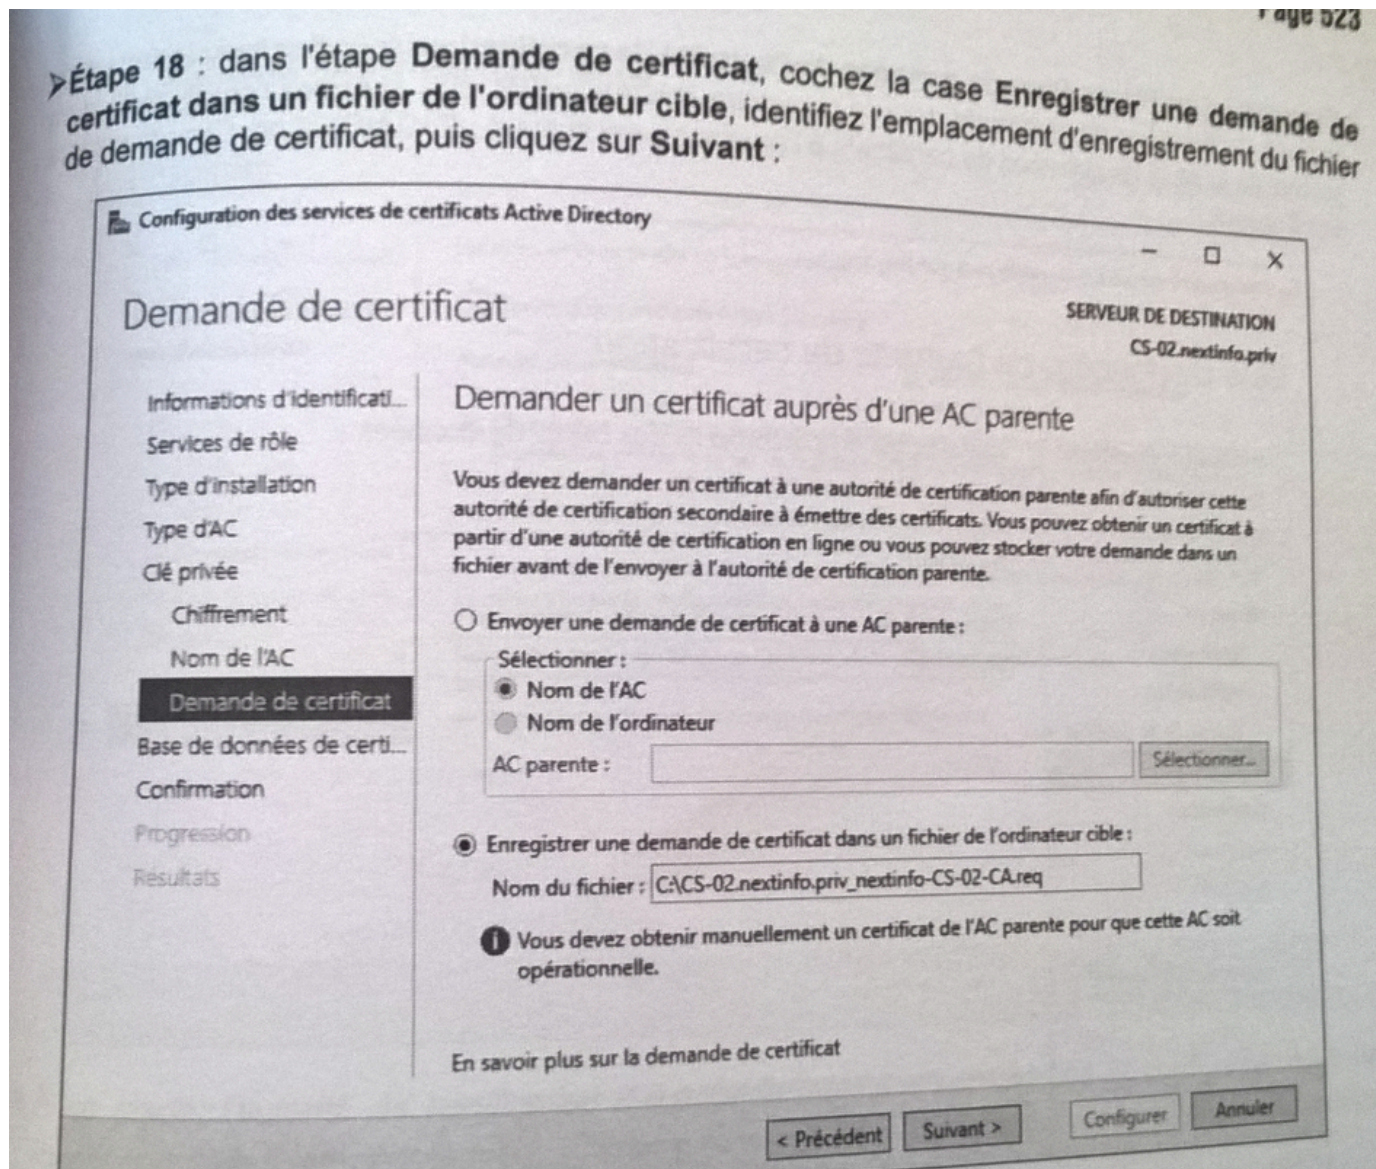 Page 523
➢Étape 18 : dans l'étape Demande de certificat, cochez la case Enregistrer une demande de
certificat dans un fichier de l'ordinateur cible, identifiez l'emplacement d'enregistrement du fichier
de demande de certificat, puis cliquez sur Suivant :
Configuration des services de certificats Active Directory
Demande de certificat
SERVEUR DE DESTINATION
CS-02.nextinfo.priv
Informations d'identificati...
Services de rôle
Type d'installation
Type d'AC
Clé privée
Chiffrement
Nom de l'AC
Demande de certificat
Base de données de certi...
Confirmation
Progression
Résultats
Demander un certificat auprès d'une AC parente
Vous devez demander un certificat à une autorité de certification parente afin d'autoriser cette
autorité de certification secondaire à émettre des certificats. Vous pouvez obtenir un certificat à
partir d'une autorité de certification en ligne ou vous pouvez stocker votre demande dans un
fichier avant de l'envoyer à l'autorité de certification parente.
Envoyer une demande de certificat à une AC parente :
Sélectionner :
Nom de l'AC
Nom de l'ordinateur
AC parente :
Sélectionner...
Enregistrer une demande de certificat dans un fichier de l'ordinateur cible :
Nom du fichier : C:\CS-02.nextinfo.priv_nextinfo-CS-02-CA.req
Vous devez obtenir manuellement un certificat de l'AC parente pour que cette AC soit
opérationnelle.
En savoir plus sur la demande de certificat
< Précédent
Suivant >
Configurer
Annuler